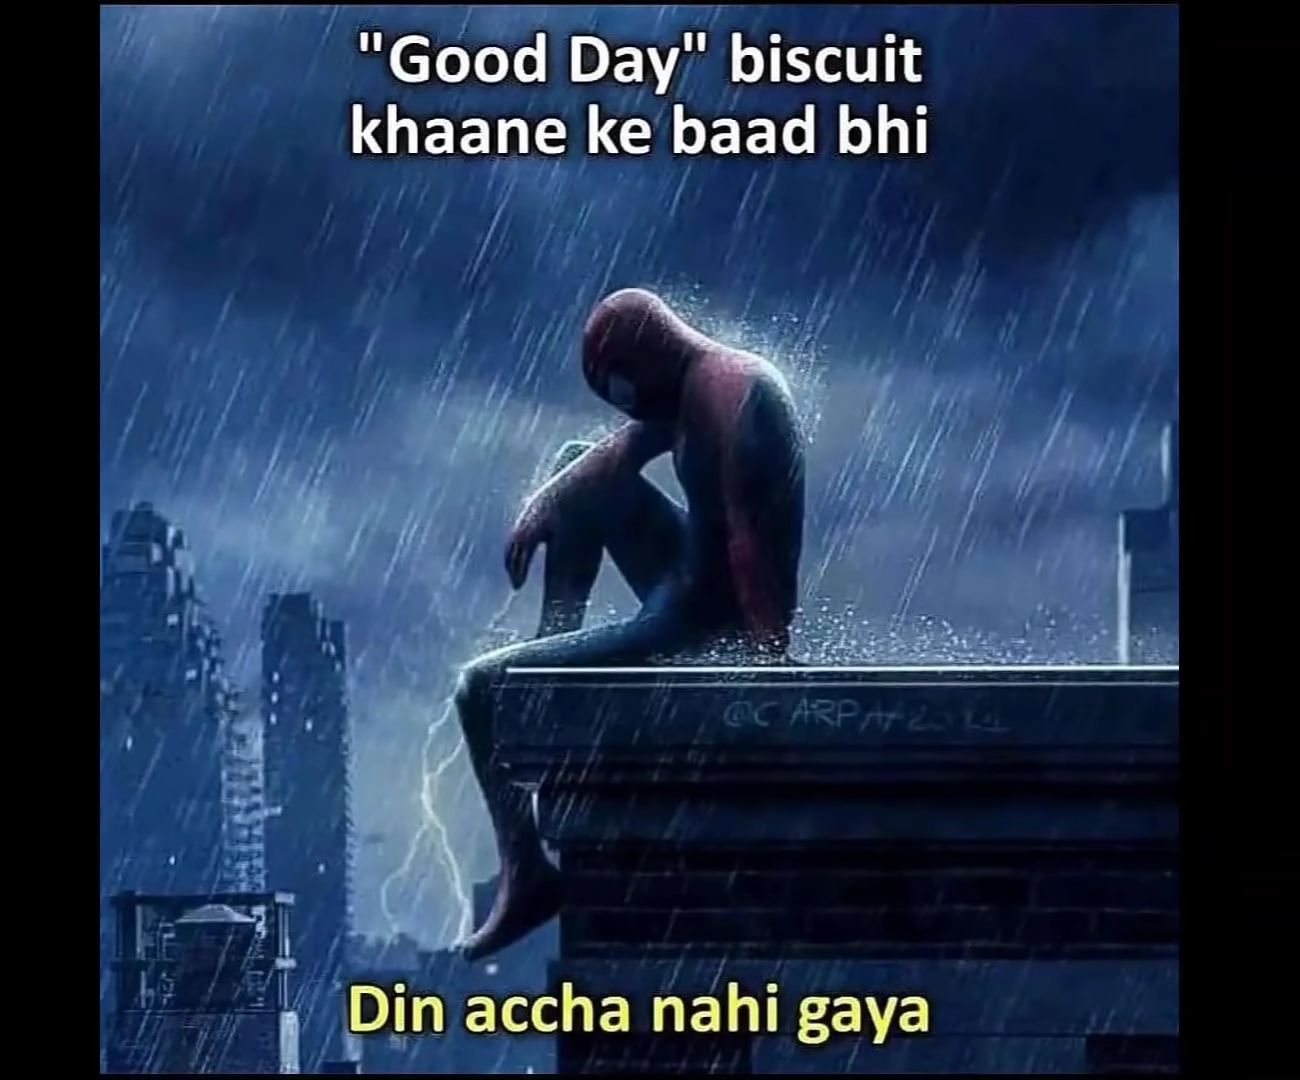 "Good Day" biscuit
khaane ke baad bhi
Din accha nahi gaya